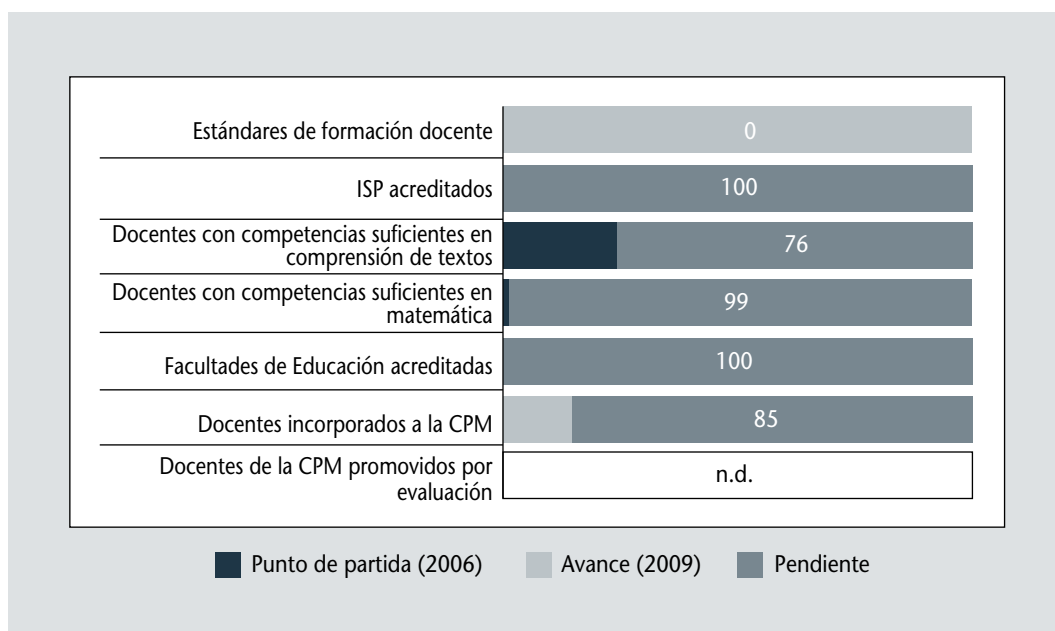 Estándares de formación docente
0
ISP acreditados
100
Docentes con competencias suficientes en
comprensión de textos
76
Docentes con competencias suficientes en
matemática
99
Facultades de Educación acreditadas
100
Docentes incorporados a la CPM
85
Docentes de la CPM promovidos por
evaluación
n.d.
Punto de partida (2006)
Avance (2009)
Pendiente